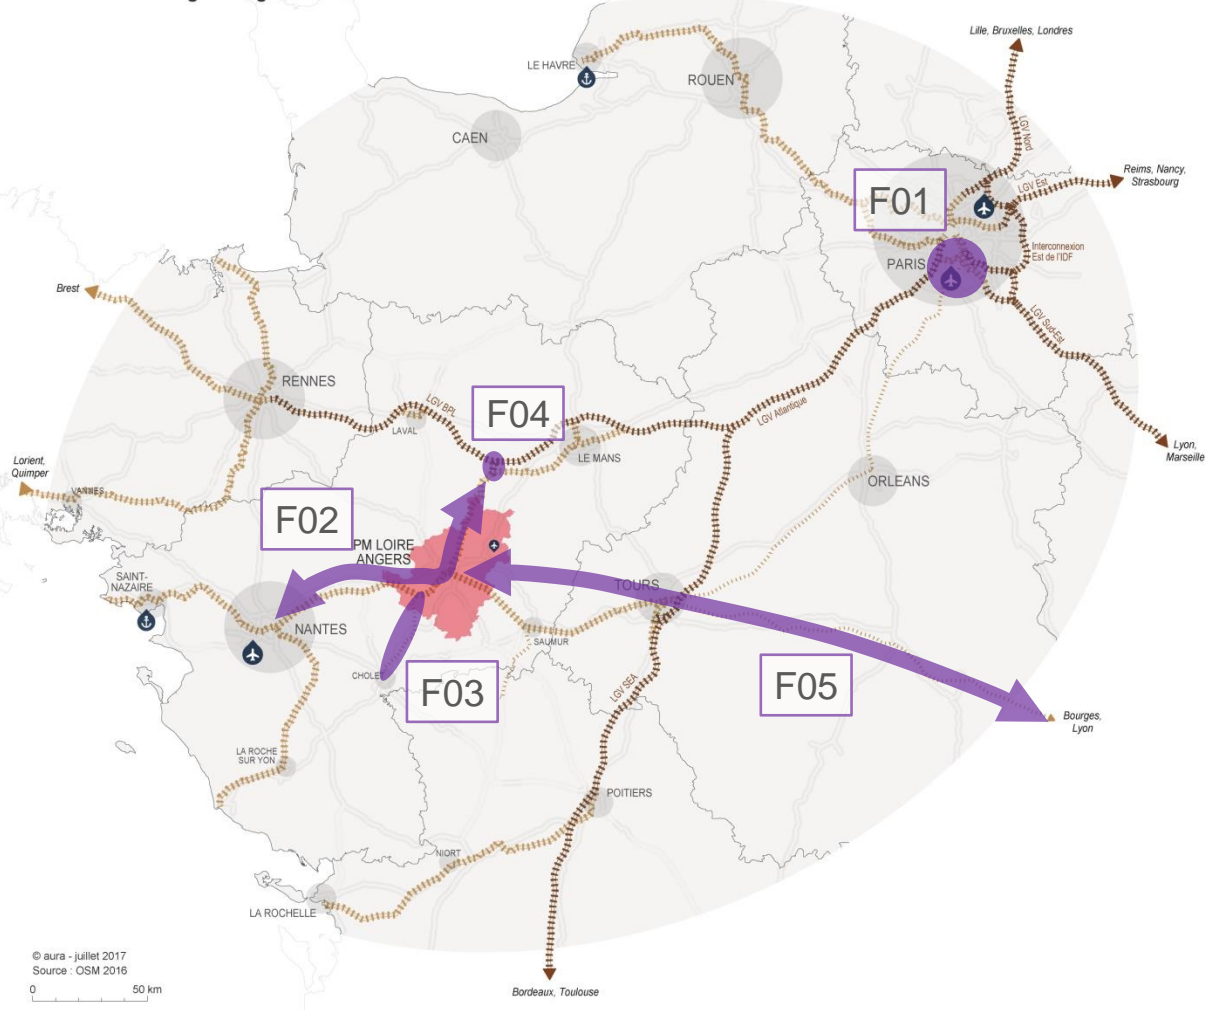 Lille, Bruxelles, Londres
LE HAVRE
ROUEN
CAEN
LGV Nord
Reims, Nancy,
Strasbourg
LGV Est
F01
Interconnexion
Est de l'IDF
PARIS
Brest
LGV Sud-Est
RENNES
LGV BPL
F04
LGV Atlantique
LAVAL
LE MANS
Lyon,
Marseille
Lorient,
Quimper
VANNES
ORLEANS
F02
PM LOIRE
ANGERS
SAINT-
NAZAIRE
TOURS
NANTES
SAUMUR
CHOLET
F03
F05
LGV SEA
Bourges,
Lyon
LA ROCHE
SUR YON
POITIERS
NIORT
LA ROCHELLE
© aura - juillet 2017
Source : OSM 2016
0 50 km
Bordeaux, Toulouse